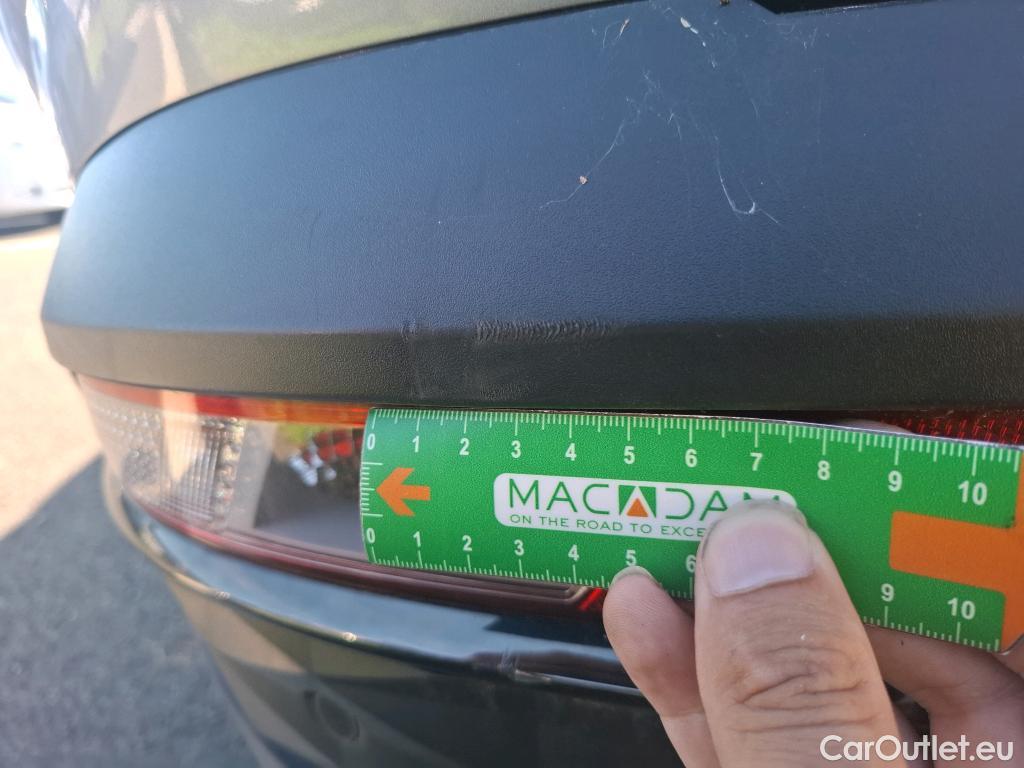 0 1 2 3 4 5 6 7 8 9 10
MACADAM
ON THE ROAD TO EXCE
0 1 2 3 4 5 6 9 10
CarOutlet.eu